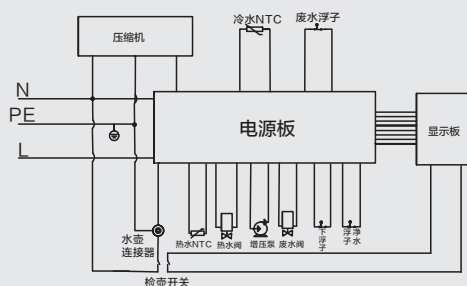 冷水NTC
废水浮子
压缩机
N
PE
L
电源板
显示板
水壶
连接器
热水NTC
热水阀
增压泵
废水阀
下浮子
净水
浮子
检壶开关